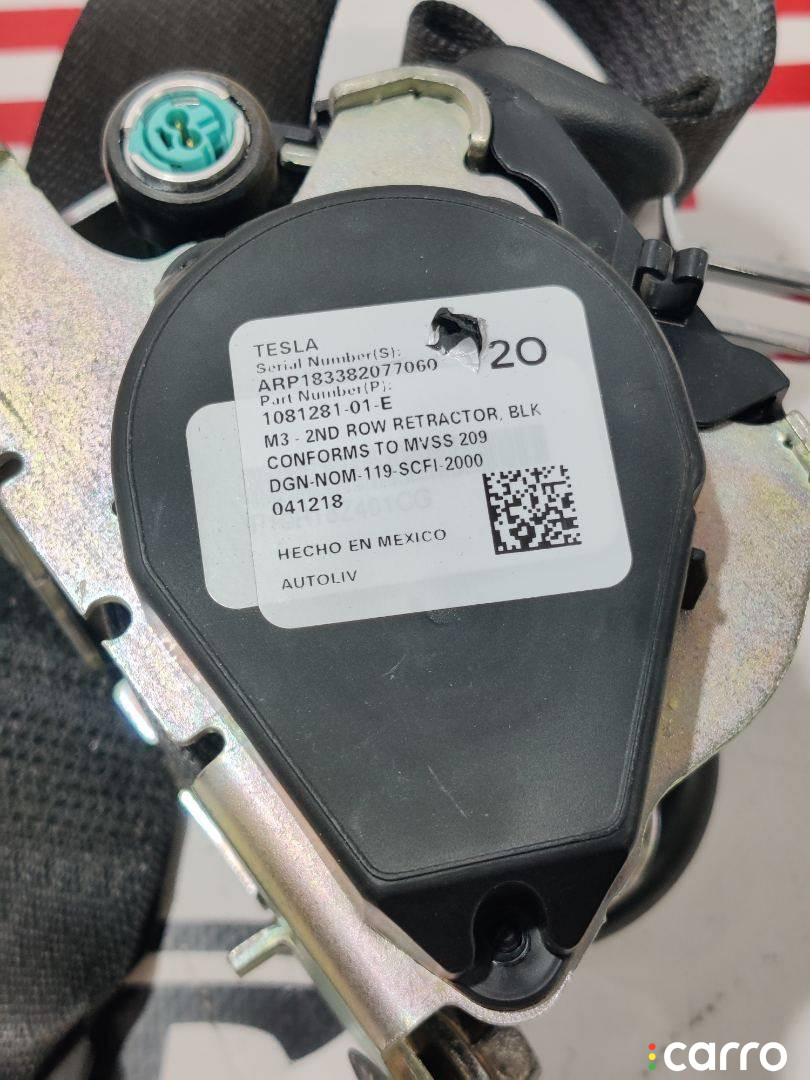 TESLA
Serial Number(S):
20
ARP183382077060
Part Number(P):
1081281-01-E
M3 - 2ND ROW RETRACTOR, BLK
CONFORMS TO MVSS 209
DGN-NOM-119-SCFI-2000
041218
HECHO EN MEXICO
AUTOLIV
carro